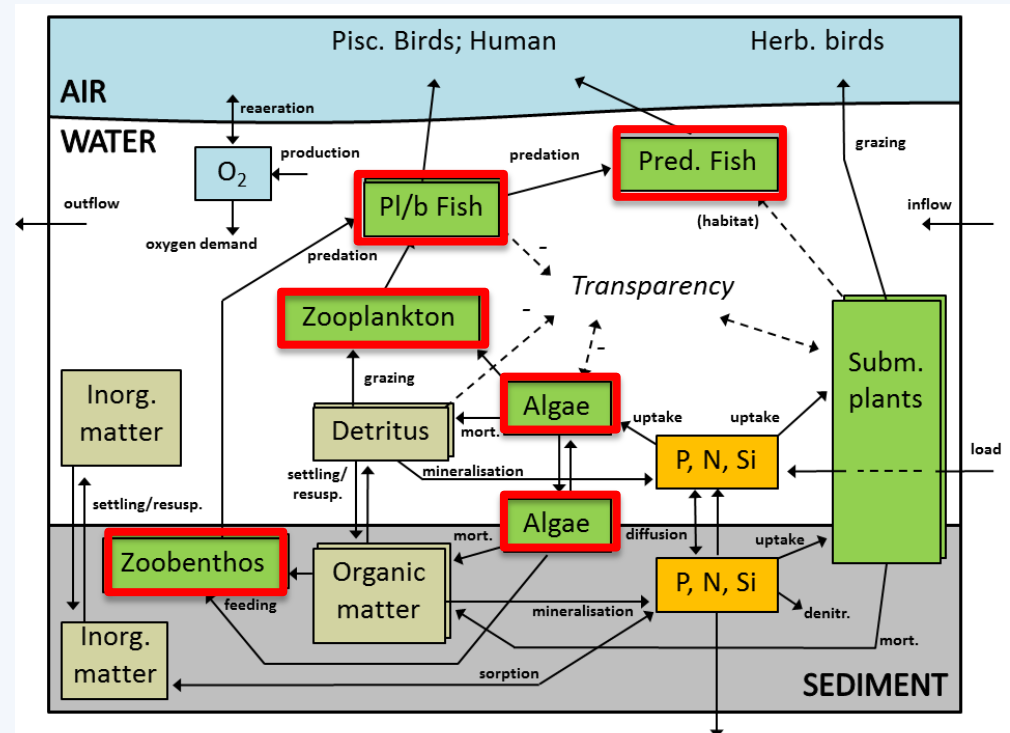 Pisc. Birds; Human
Herb. birds
AIR
reaeration
WATER
O2
production
predation
Pred. Fish
grazing
outflow
Pl/b Fish
(habitat)
inflow
oxygen demand
predation
-
Transparency
Zooplankton
-
-
grazing
Subm.
plants
Inorg.
matter
Algae
Detritus
mort.
uptake
uptake
P, N, Si
load
settling/
resusp.
mineralisation
settling/resusp.
Algae
mort.
diffusion
uptake
Zoobenthos
Organic
matter
P, N, Si
feeding
mineralisation
denitr.
Inorg.
matter
mort.
sorption
SEDIMENT